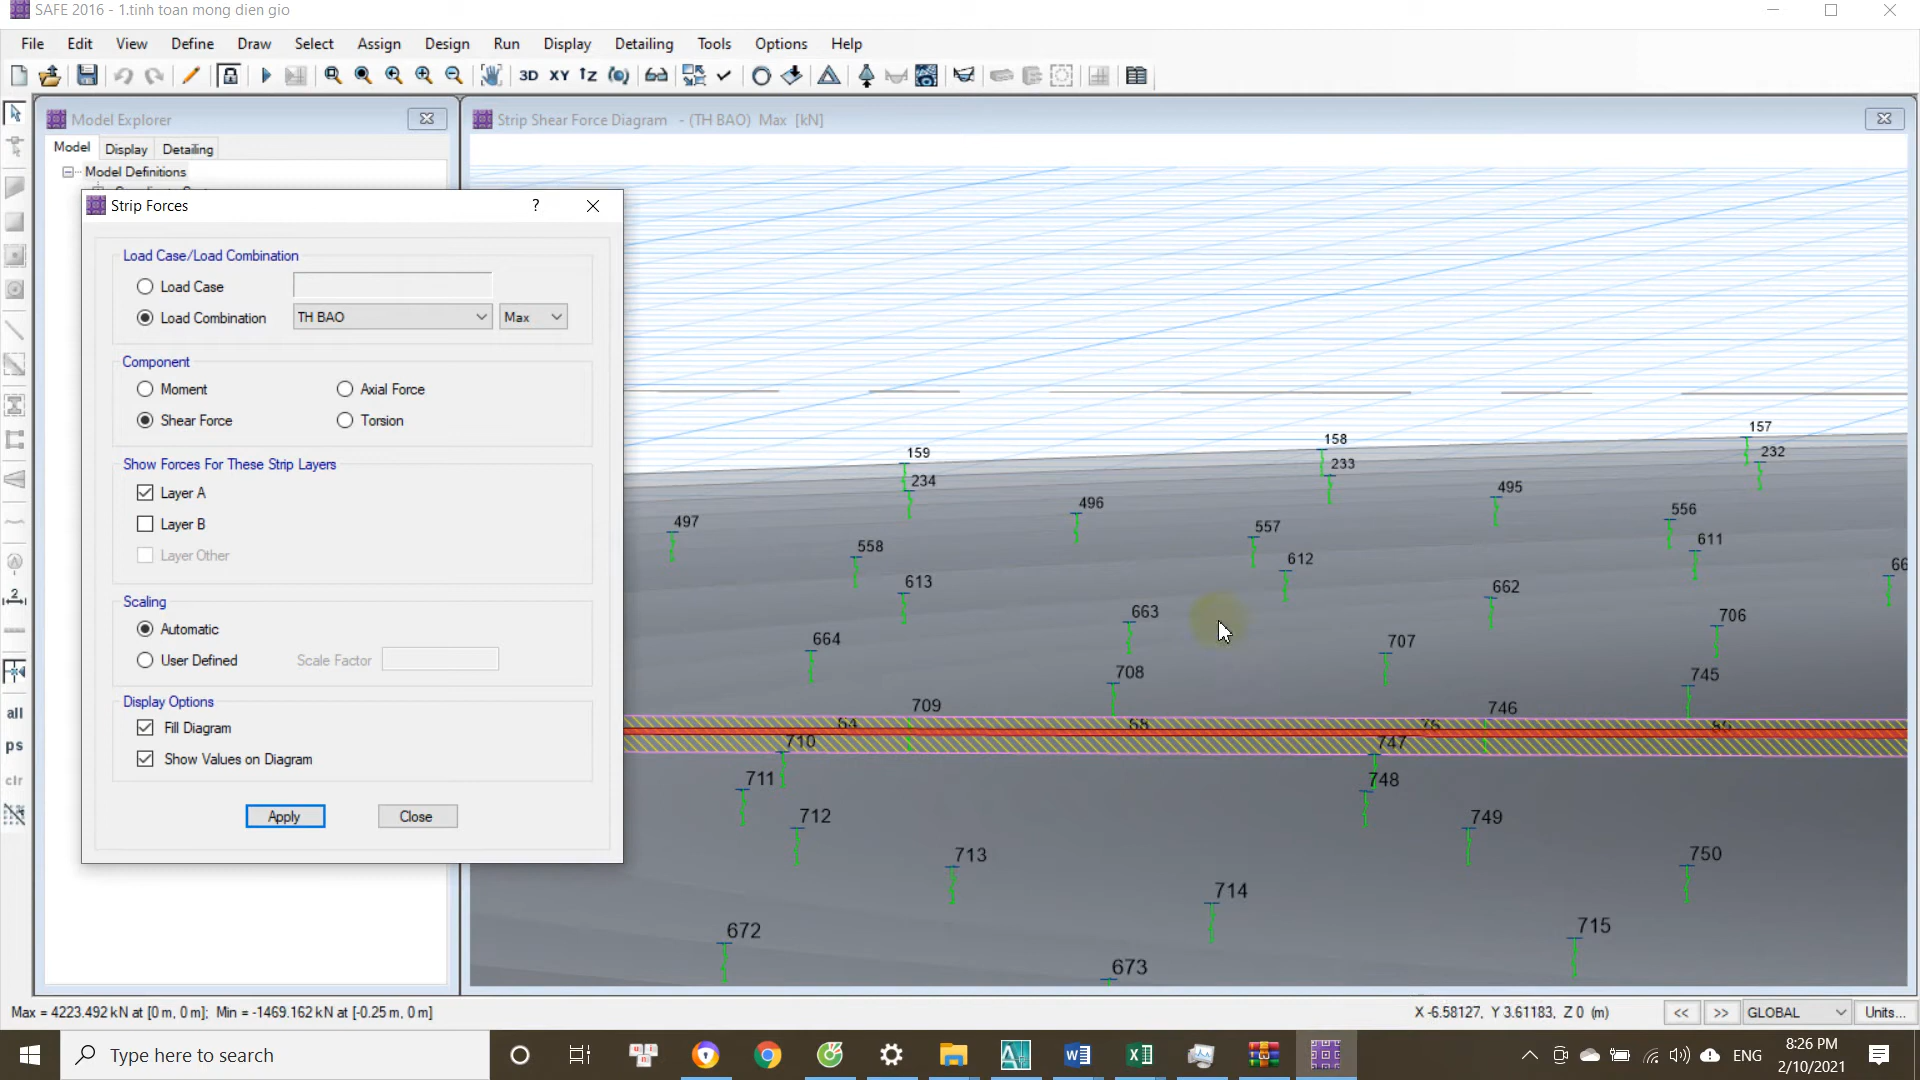 SAFE 2016 - 1.tinh toan mong dien gio
File Edit View Define Draw Select Assign Design Run Display Detailing Tools Options Help
3D XY
Model Explorer
Strip Shear Force Diagram - (TH BAO) Max [kN]
Model Display Detailing
Model Definitions
Strip Forces ?
Load Case/Load Combination
Load Case
Load Combination TH BAO Max
Component
Moment Axial Force
Shear Force Torsion
Show Forces For These Strip Layers
Layer A
Layer B
Layer Other
Scaling
Automatic
User Defined Scale Factor
Display Options
Fill Diagram
Show Values on Diagram
Apply Close
all
ps
clr
157
158
159
232
233
234
495
496
497
556
557
558
611
612
613
662
663
664
706
707
708
745
709
746
710
747
711
748
712
749
713
750
714
672
715
673
Max = 4223.492 kN at [0 m, 0 m]; Min = -1469.162 kN at [-0.25 m, 0 m]
X -6.58127, Y 3.61183, Z 0 (m) << >> GLOBAL Units...
Type here to search
ENG
8:26 PM
2/10/2021